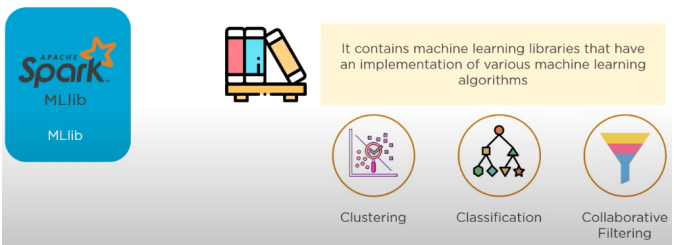 APACHE
Spark
MLlib
MLlib
It contains machine learning libraries that have
an implementation of various machine learning
algorithms
Clustering
Classification
Collaborative
Filtering